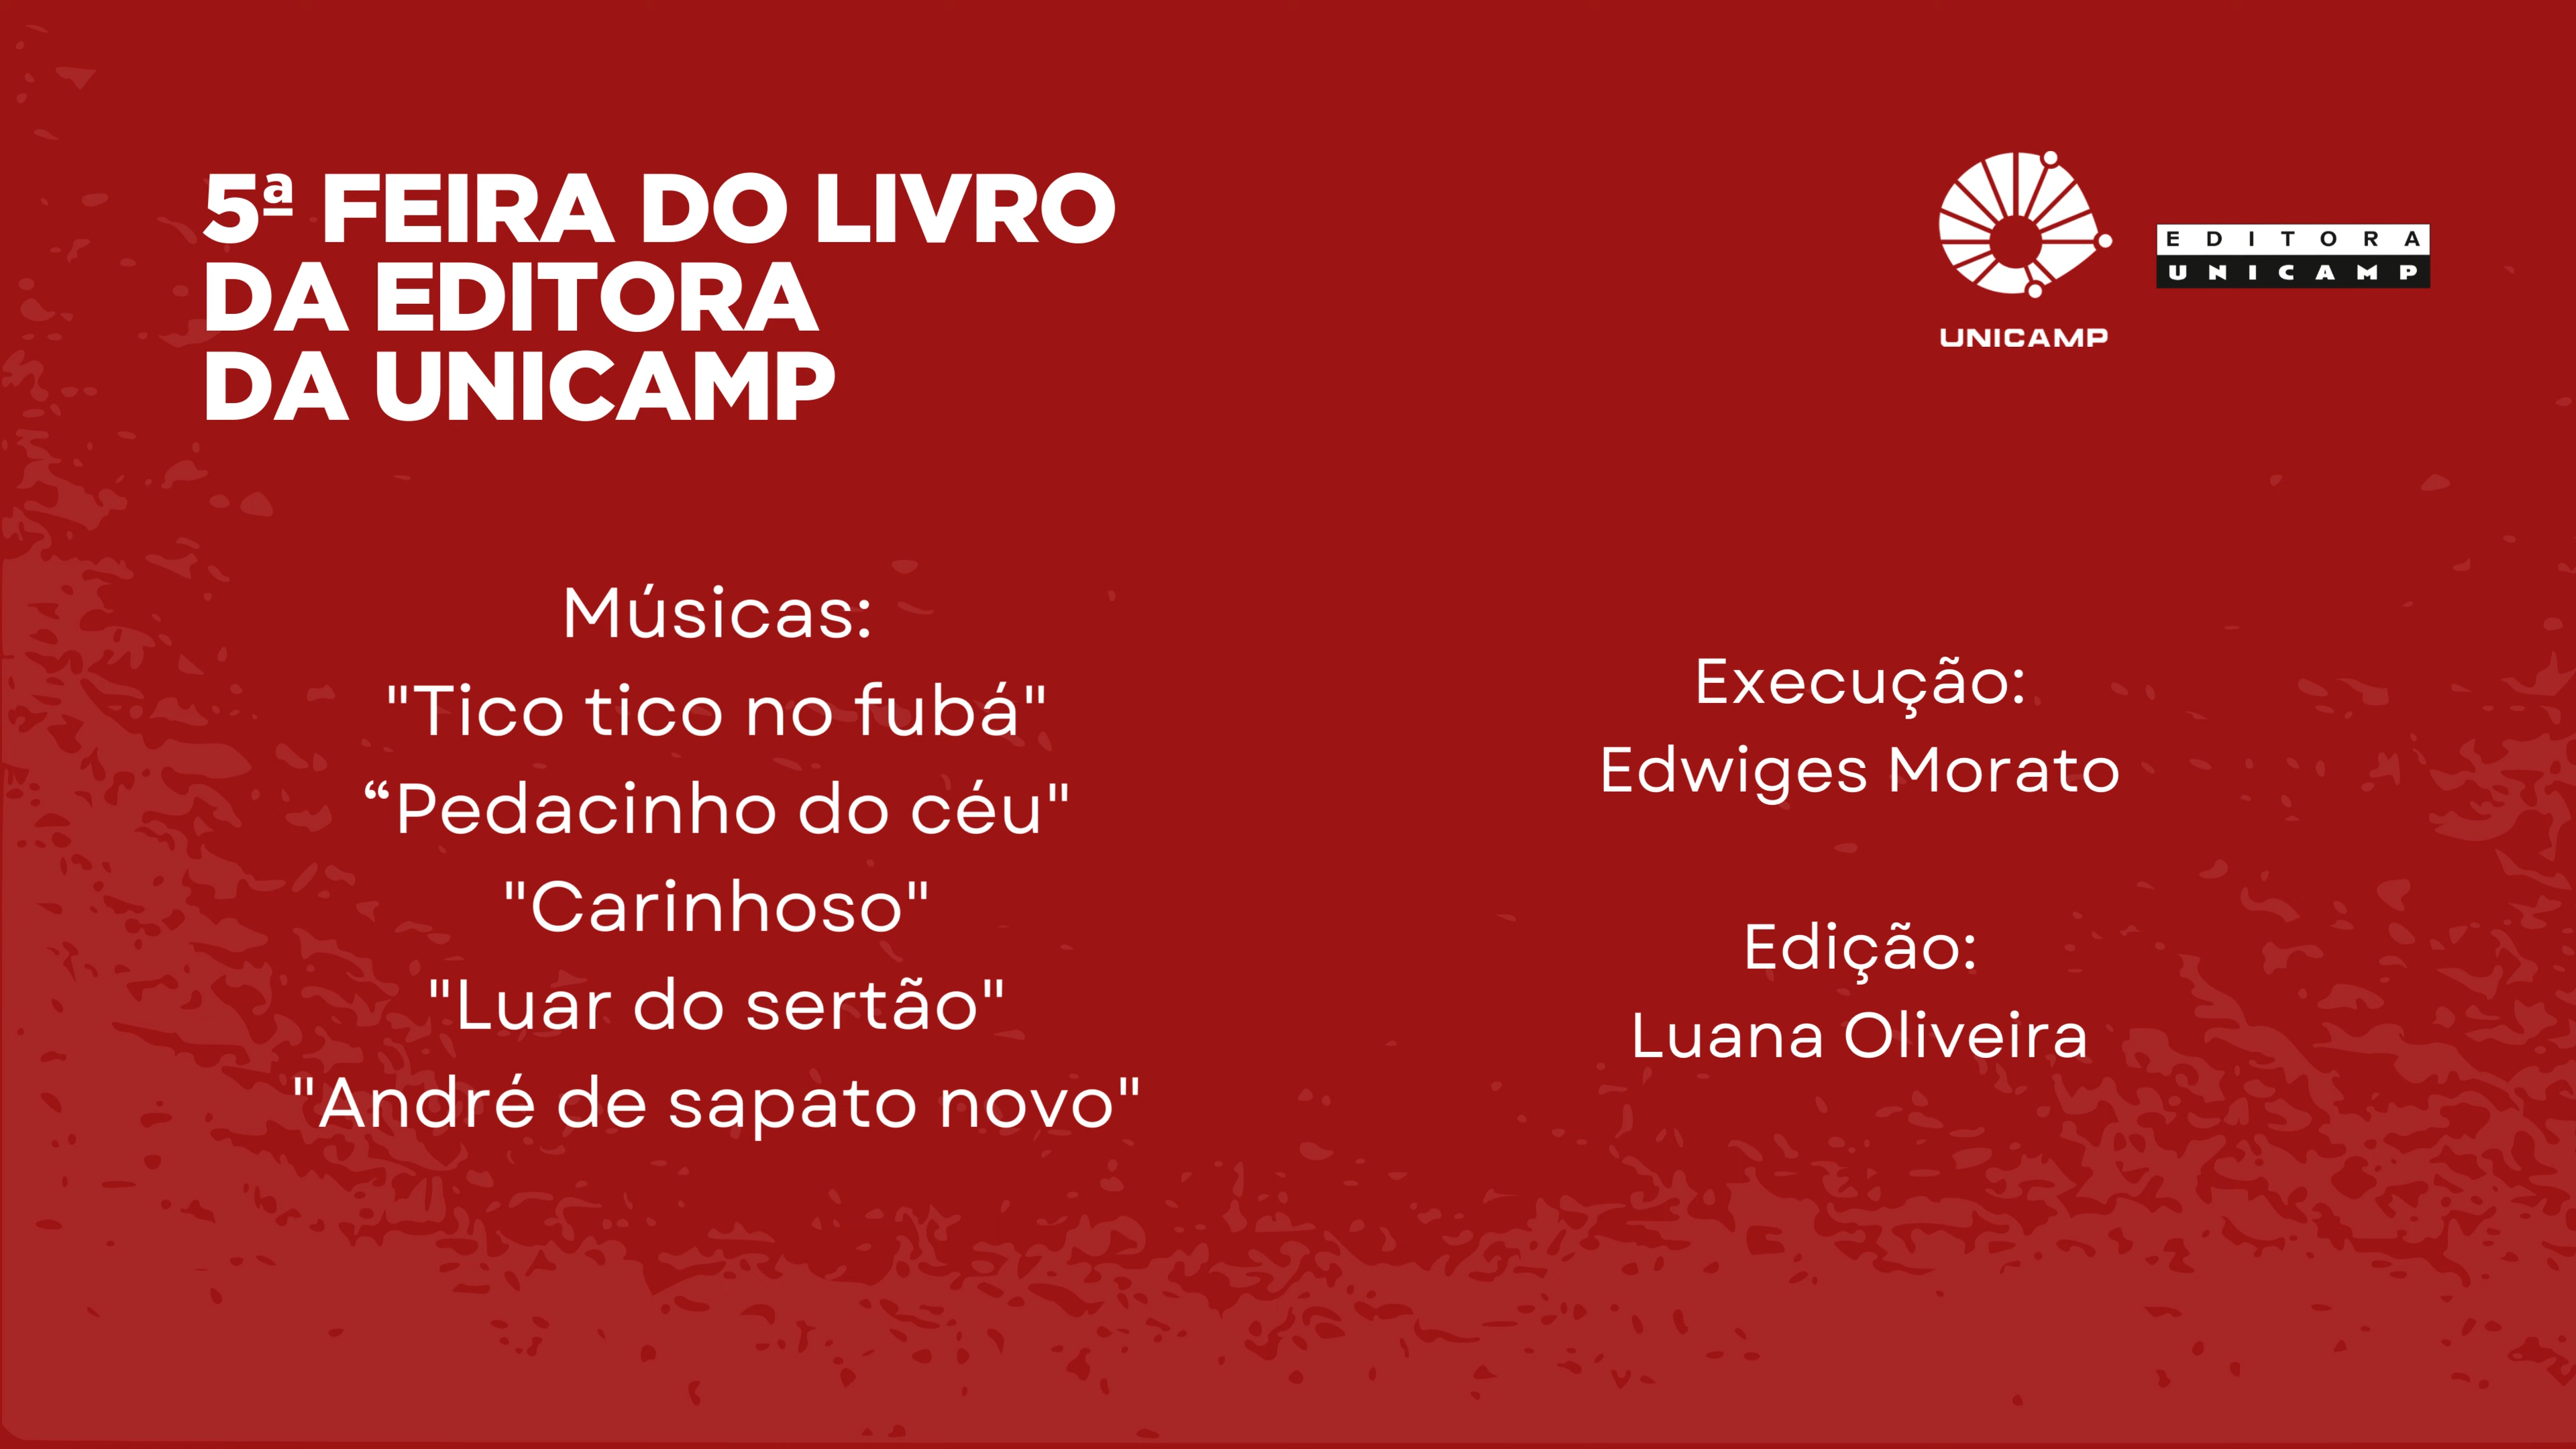 5ª FEIRA DO LIVRO
DA EDITORA
DA UNICAMP
UNICAMP
EDITORA
UNICAMP
Músicas:
"Tico tico no fubá"
“Pedacinho do céu"
"Carinhoso"
"Luar do sertão"
"André de sapato novo"
Execução:
Edwiges Morato
Edição:
Luana Oliveira